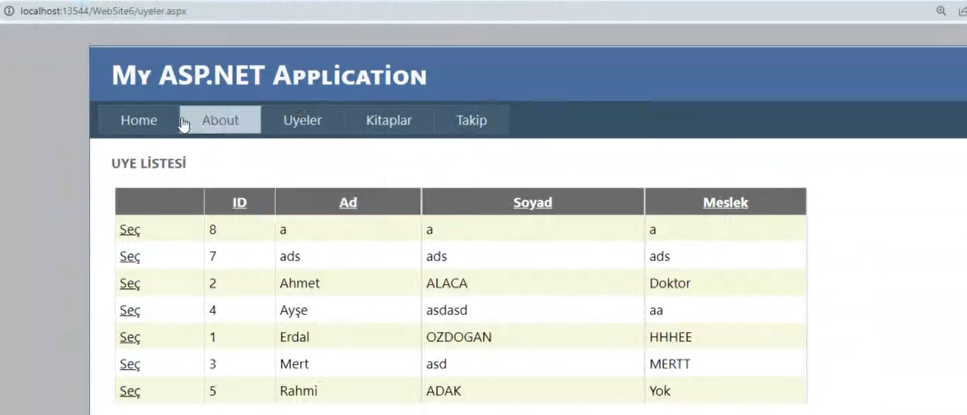 localhost:13544/WebSite6/uyeler.aspx
My ASP.NET Applicatİon
Home About Uyeler Kitaplar Takip
UYE LİSTESİ
ID Ad Soyad Meslek
Seç 8 a a a
Seç 7 ads ads ads
Seç 2 Ahmet ALACA Doktor
Seç 4 Ayşe asdasd aa
Seç 1 Erdal OZDOGAN HHHEE
Seç 3 Mert asd MERTT
Seç 5 Rahmi ADAK Yok